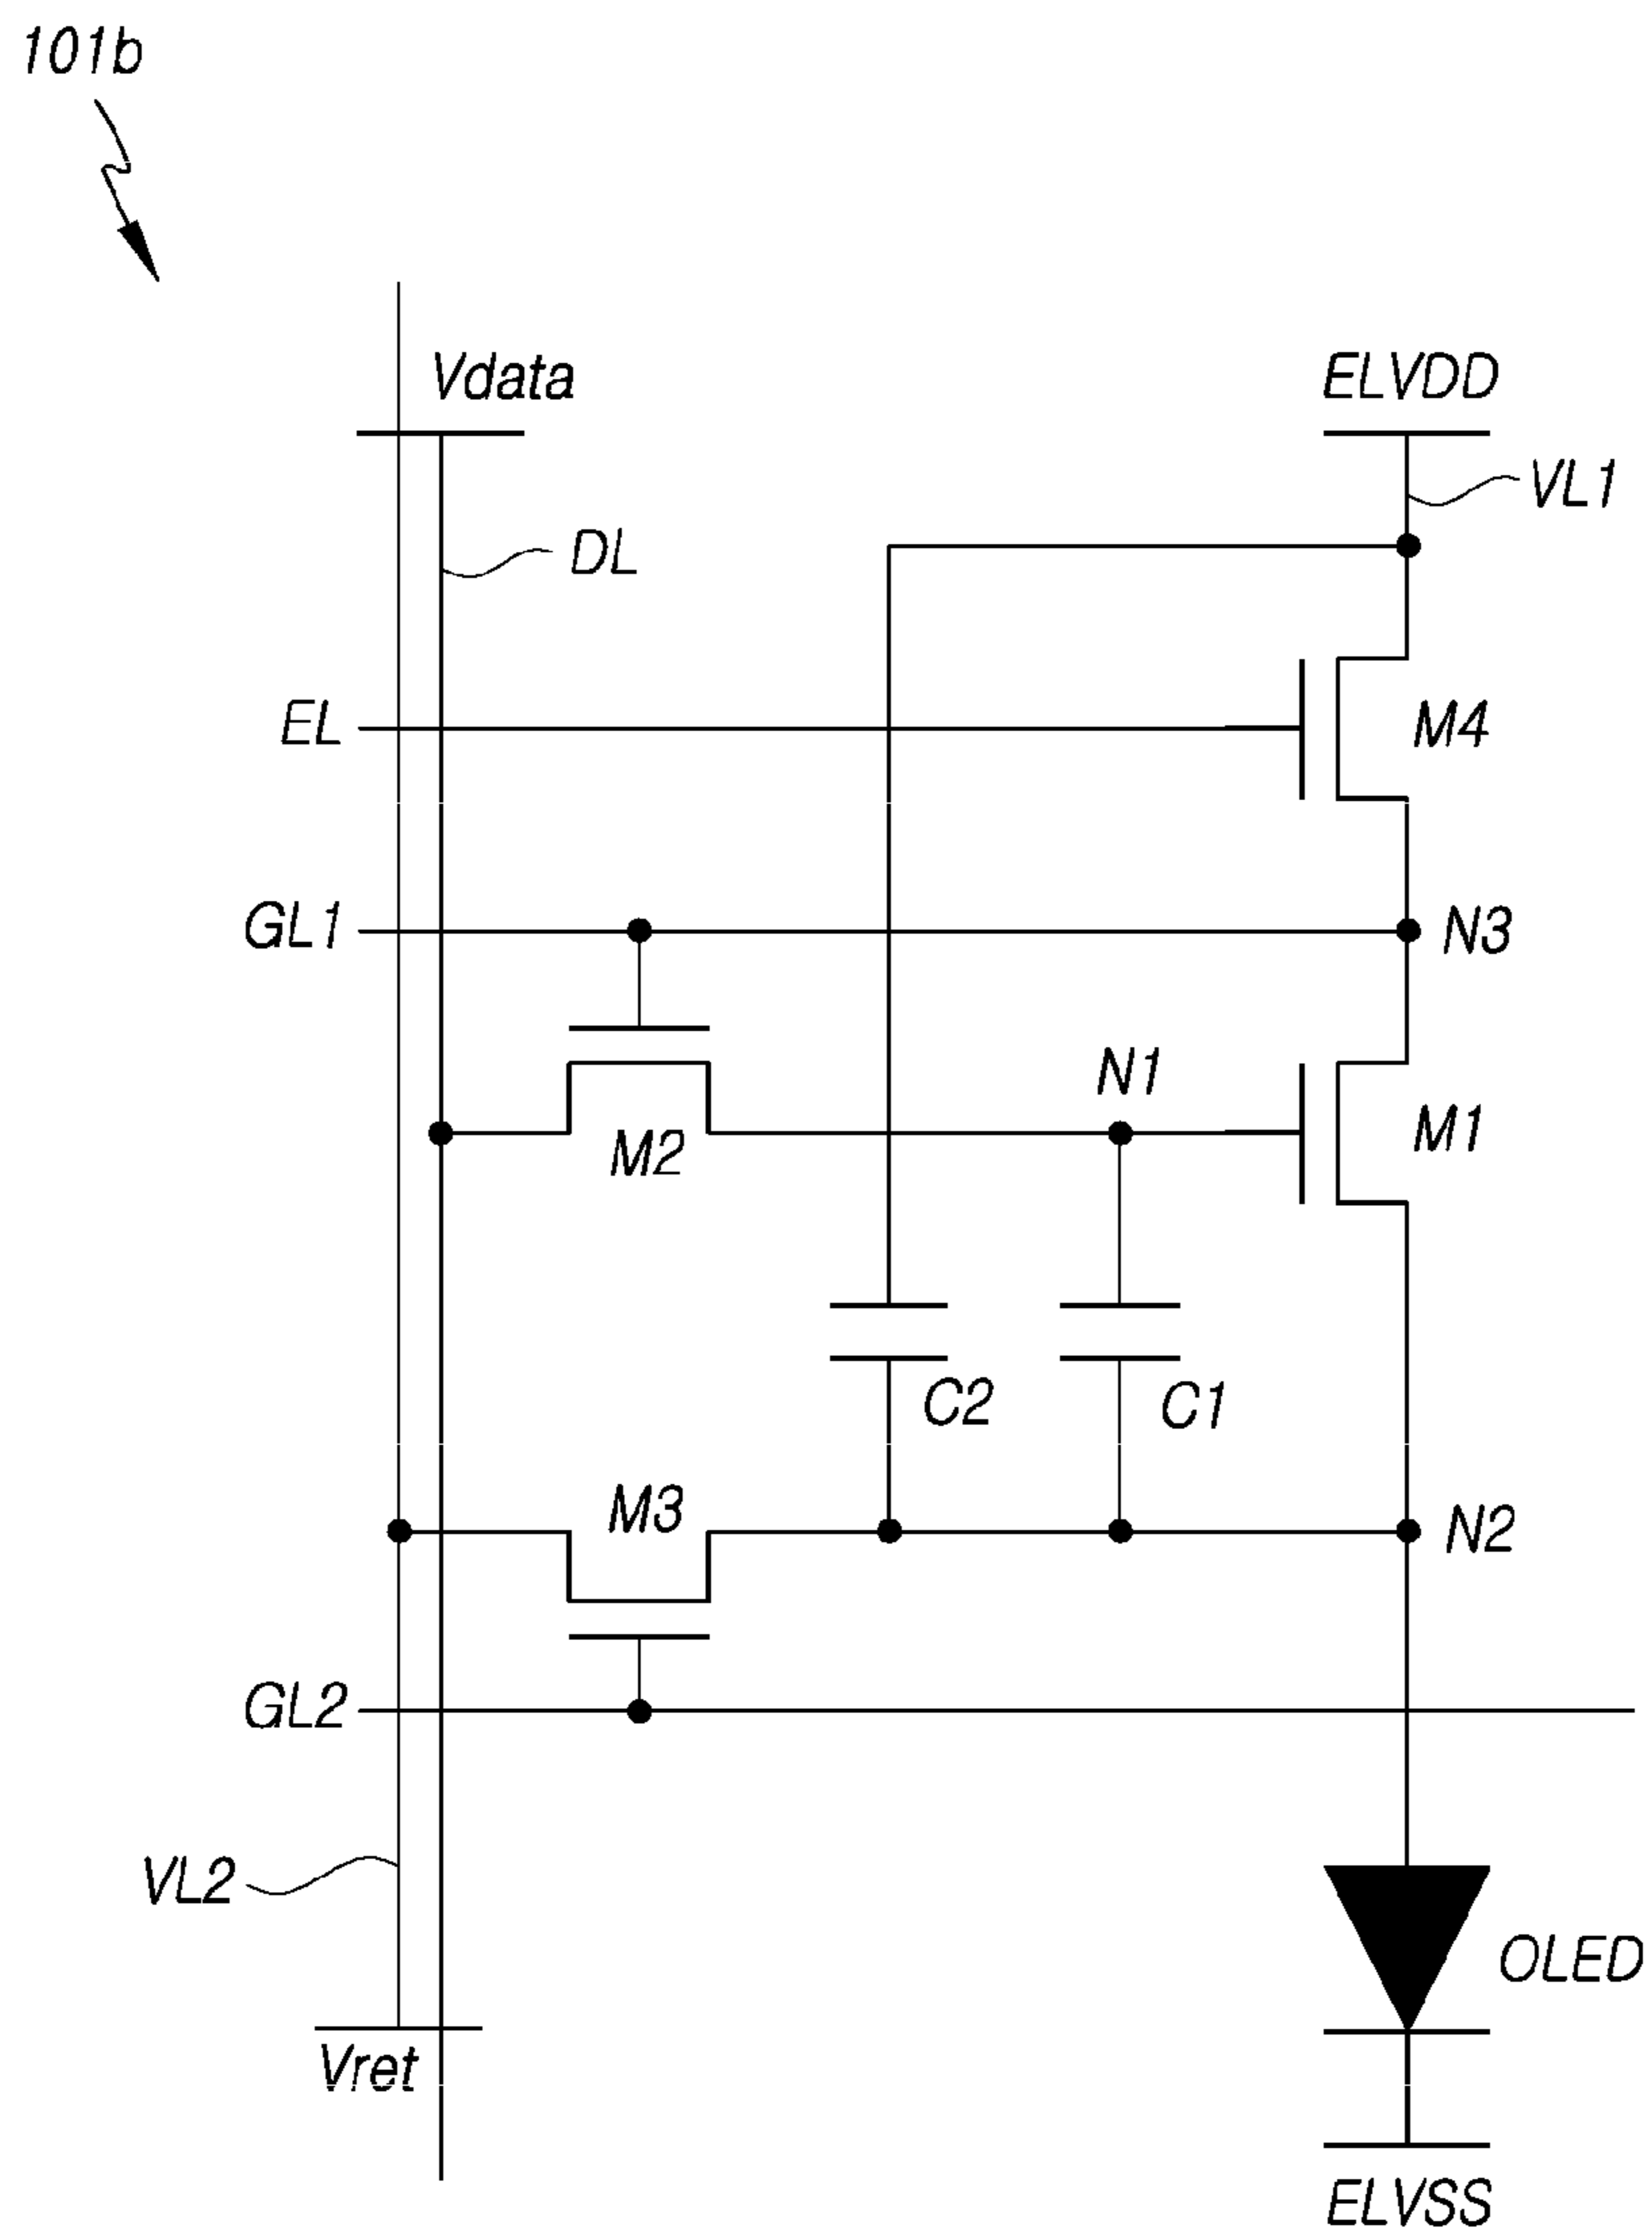 101b
Vdata
ELVDD
VL1
DL
EL
M4
GL1
N3
N1
M2
M1
C2
C1
M3
N2
GL2
VL2
OLED
Vret
ELVSS